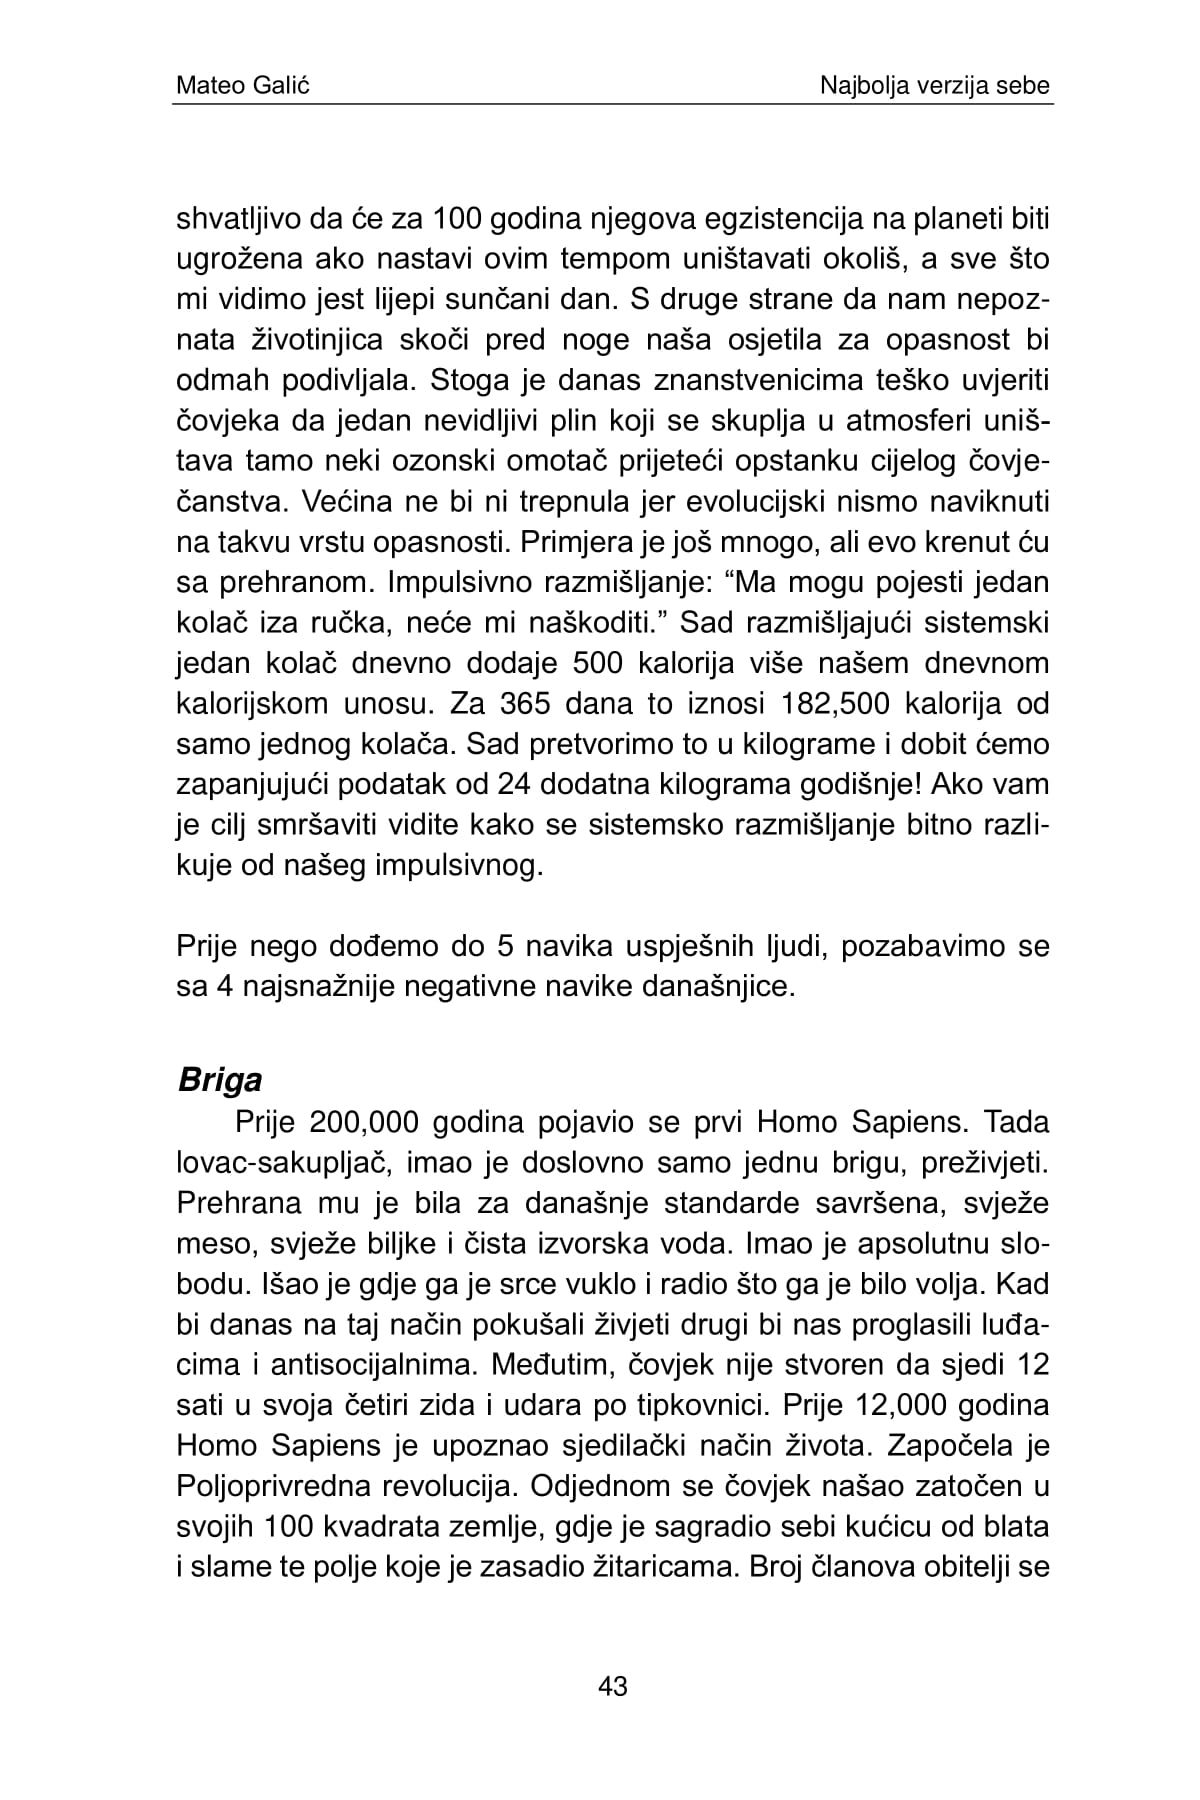 Mateo Galić Najbolja verzija sebe
shvatljivo da će za 100 godina njegova egzistencija na planeti biti
ugrožena ako nastavi ovim tempom uništavati okoliš, a sve što
mi vidimo jest lijepi sunčani dan. S druge strane da nam nepoz-
nata životinjica skoči pred noge naša osjetila za opasnost bi
odmah podivljala. Stoga je danas znanstvenicima teško uvjeriti
čovjeka da jedan nevidljivi plin koji se skuplja u atmosferi uniš-
tava tamo neki ozonski omotač prijeteći opstanku cijelog čovje-
čanstva. Većina ne bi ni trepnula jer evolucijski nismo naviknuti
na takvu vrstu opasnosti. Primjera je još mnogo, ali evo krenut ću
sa prehranom. Impulsivno razmišljanje: “Ma mogu pojesti jedan
kolač iza ručka, neće mi naškoditi.” Sad razmišljajući sistemski
jedan kolač dnevno dodaje 500 kalorija više našem dnevnom
kalorijskom unosu. Za 365 dana to iznosi 182,500 kalorija od
samo jednog kolača. Sad pretvorimo to u kilograme i dobit ćemo
zapanjujući podatak od 24 dodatna kilograma godišnje! Ako vam
je cilj smršaviti vidite kako se sistemsko razmišljanje bitno razli-
kuje od našeg impulsivnog.
Prije nego dođemo do 5 navika uspješnih ljudi, pozabavimo se
sa 4 najsnažnije negativne navike današnjice.
Briga
Prije 200,000 godina pojavio se prvi Homo Sapiens. Tada
lovac-sakupljač, imao je doslovno samo jednu brigu, preživjeti.
Prehrana mu je bila za današnje standarde savršena, svježe
meso, svježe biljke i čista izvorska voda. Imao je apsolutnu slo-
bodu. Išao je gdje ga je srce vuklo i radio što ga je bilo volja. Kad
bi danas na taj način pokušali živjeti drugi bi nas proglasili luđa-
cima i antisocijalnima. Međutim, čovjek nije stvoren da sjedi 12
sati u svoja četiri zida i udara po tipkovnici. Prije 12,000 godina
Homo Sapiens je upoznao sjedilački način života. Započela je
Poljoprivredna revolucija. Odjednom se čovjek našao zatočen u
svojih 100 kvadrata zemlje, gdje je sagradio sebi kućicu od blata
i slame te polje koje je zasadio žitaricama. Broj članova obitelji se
43